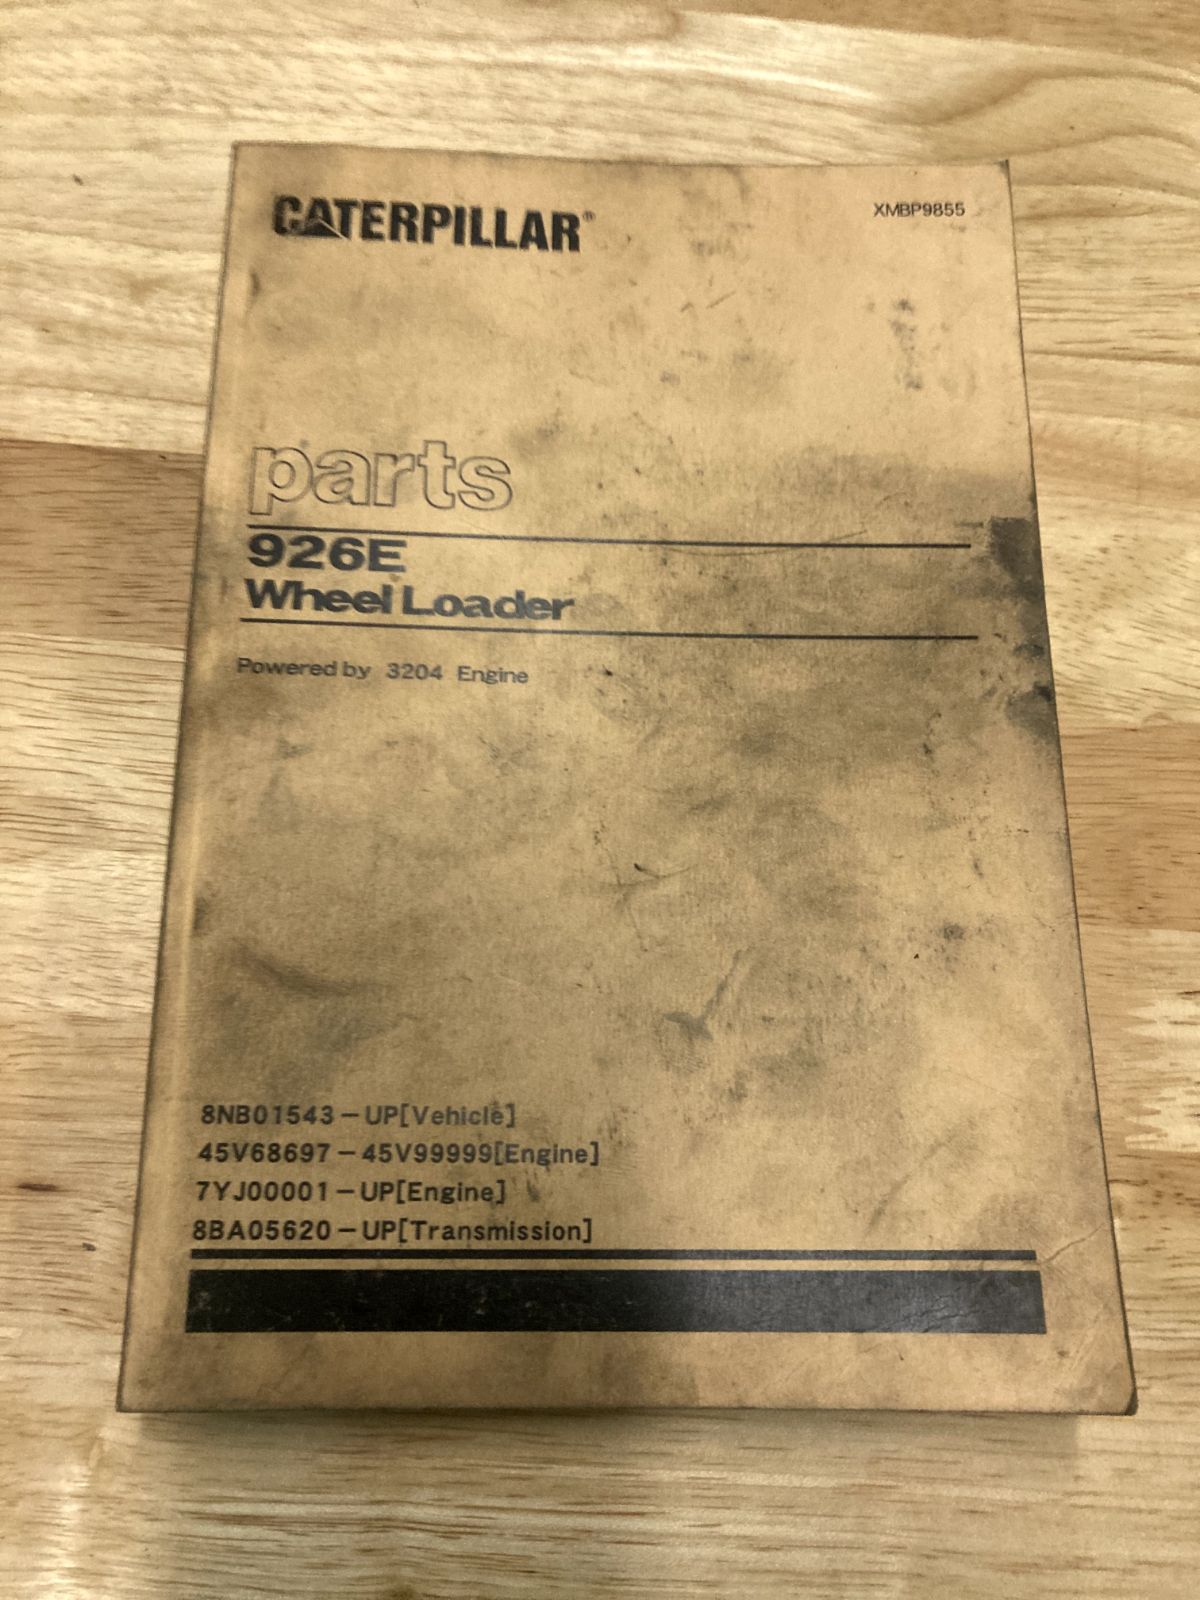 CATERPILLAR®
XMBP9855
parts
926E
Wheel Loader
Powered by 3204 Engine
8NB01543-UP[Vehicle]
45V68697-45V99999[Engine]
7YJ00001-UP[Engine]
8BA05620-UP[Transmission]